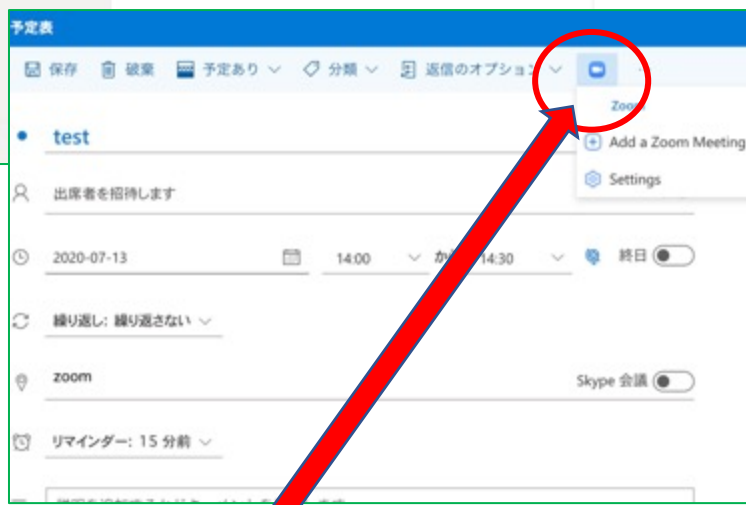 予定表
保存 破棄 予定あり 分類 返信のオプション
Zoom
test
Add a Zoom Meeting
出席者を招待します
Settings
2020-07-13 14:00 から 14:30 終日
繰り返し: 繰り返さない
zoom Skype 会議
リマインダー: 15 分前